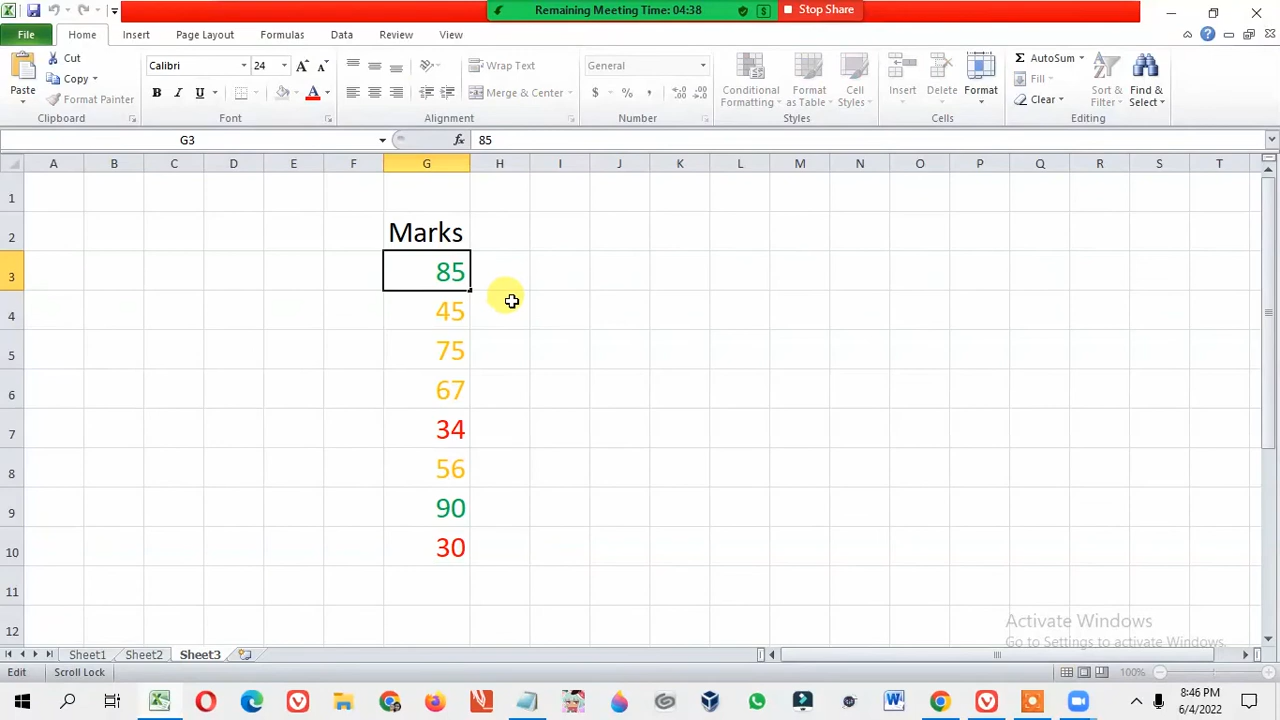 Remaining Meeting Time: 04:38
Stop Share
File Home Insert Page Layout Formulas Data Review View
Paste
Cut
Copy
Format Painter
Clipboard
Calibri 24
B I U
Font
Wrap Text
Merge & Center
Alignment
General
$ % ,
Number
Conditional Formatting
Format as Table
Cell Styles
Styles
Insert
Delete
Format
Cells
Σ AutoSum
Fill
Clear
Sort & Filter
Find & Select
Editing
G3 fx 85
A B C D E F G H I J K L M N O P Q R S T
1
2 Marks
3 85
4 45
5 75
6 67
7 34
8 56
9 90
10 30
11
12
Activate Windows
Go to Settings to activate Windows.
Sheet1 Sheet2 Sheet3
Edit Scroll Lock 100%
8:46 PM
6/4/2022